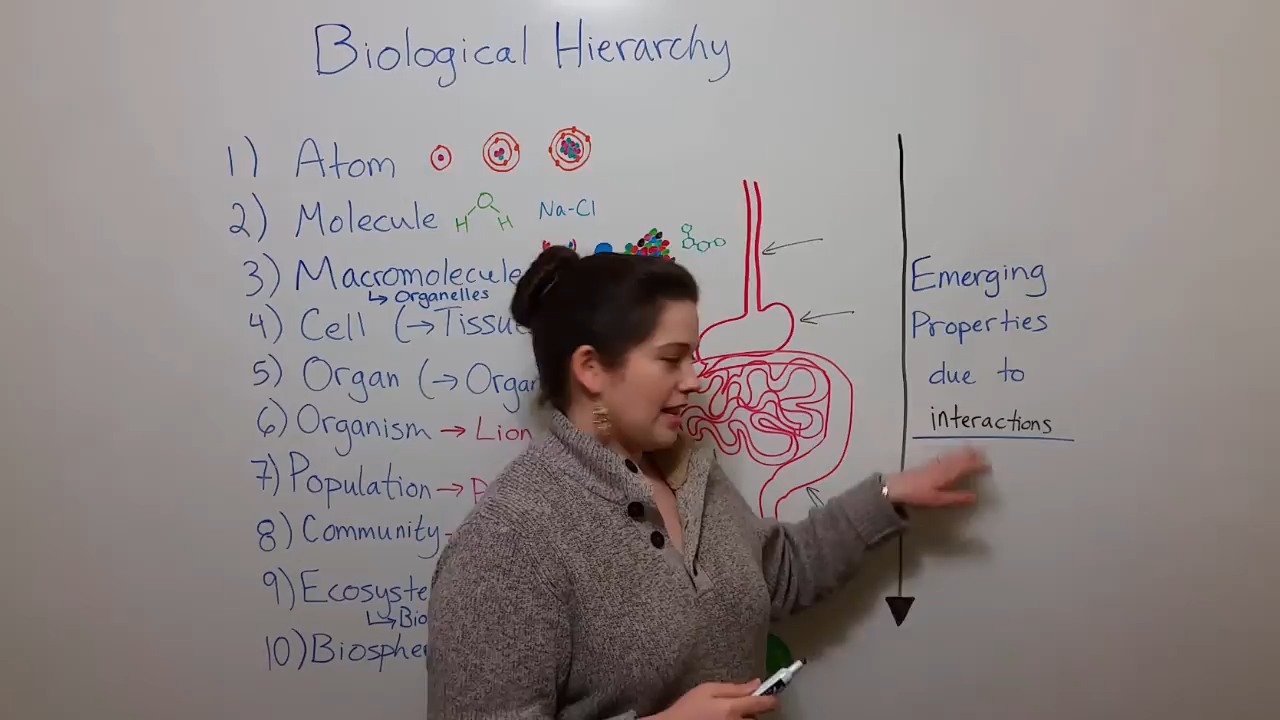 Biological Hierarchy
1) Atom
2) Molecule H O H Na-Cl
3) Macromolecule
↳ Organelles
4) Cell (→Tissue
5) Organ (→ Organ
6) Organism → Lion
7) Population →
8) Community
9) Ecosyste
↳ Bio
10) Biospher
Emerging
Properties
due to
interactions